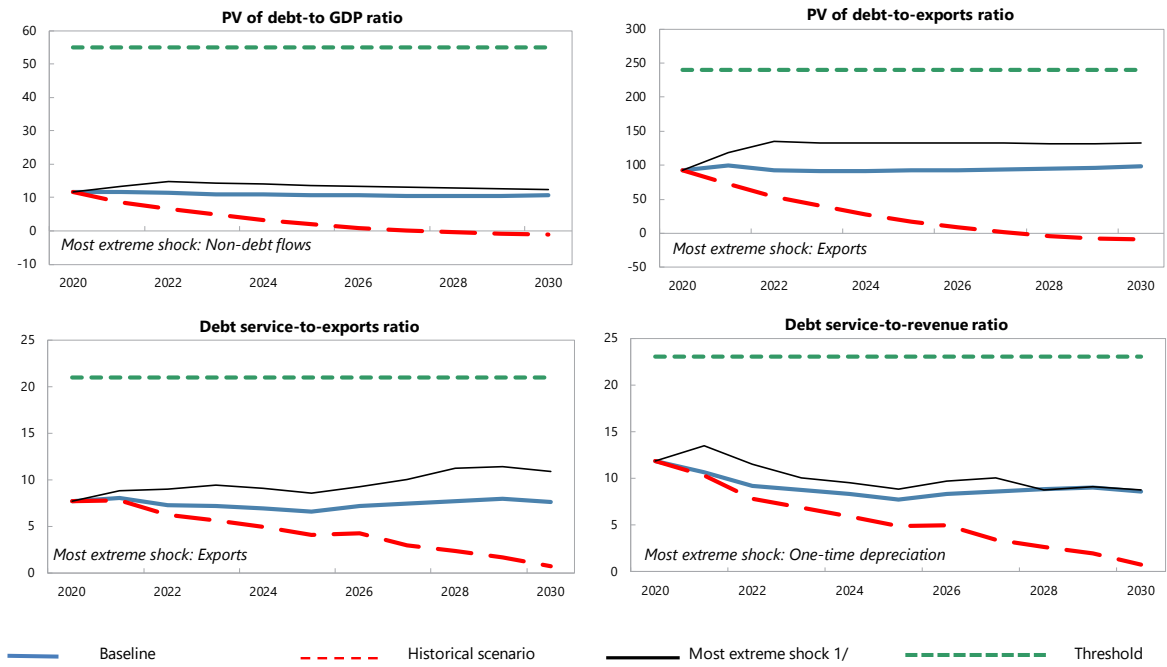 PV of debt-to GDP ratio
60
50
40
30
20
10
0
-10
Most extreme shock: Non-debt flows
2020 2022 2024 2026 2028 2030
PV of debt-to-exports ratio
300
250
200
150
100
50
0
-50
Most extreme shock: Exports
2020 2022 2024 2026 2028 2030
Debt service-to-exports ratio
25
20
15
10
5
0
Most extreme shock: Exports
2020 2022 2024 2026 2028 2030
Debt service-to-revenue ratio
25
20
15
10
5
0
Most extreme shock: One-time depreciation
2020 2022 2024 2026 2028 2030
Baseline Historical scenario Most extreme shock 1/ Threshold